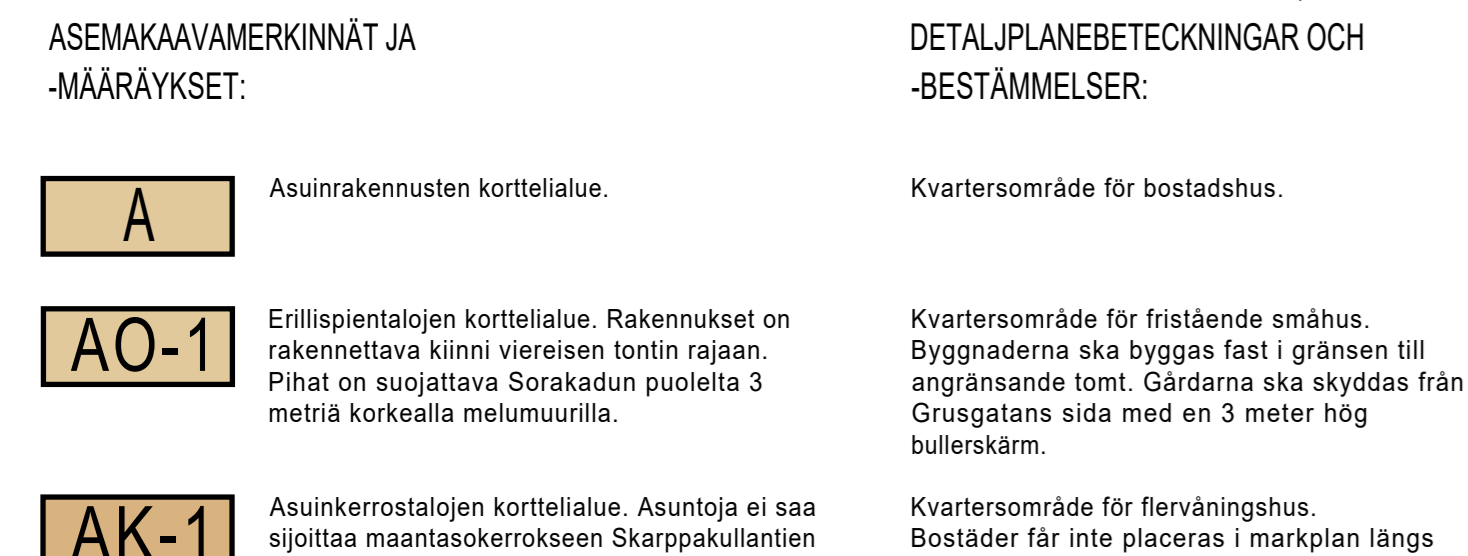 ASEMAKAAVAMERKINNÄT JA
-MÄÄRÄYKSET:
DETALJPLANEBETECKNINGAR OCH
-BESTÄMMELSER:
A
Asuinrakennusten korttelialue.
Kvartersområde för bostadshus.
AO-1
Erillispientalojen korttelialue. Rakennukset on
rakennettava kiinni viereisen tontin rajaan.
Pihat on suojattava Sorakadun puolelta 3
metriä korkealla melumuurilla.
Kvartersområde för fristående småhus.
Byggnaderna ska byggas fast i gränsen till
angränsande tomt. Gårdarna ska skyddas från
Grusgatans sida med en 3 meter hög
bullerskärm.
AK-1
Asuinkerrostalojen korttelialue. Asuntoja ei saa
sijoittaa maantasokerrokseen Skarppakullantien
Kvartersområde för flervåningshus.
Bostäder får inte placeras i markplan längs